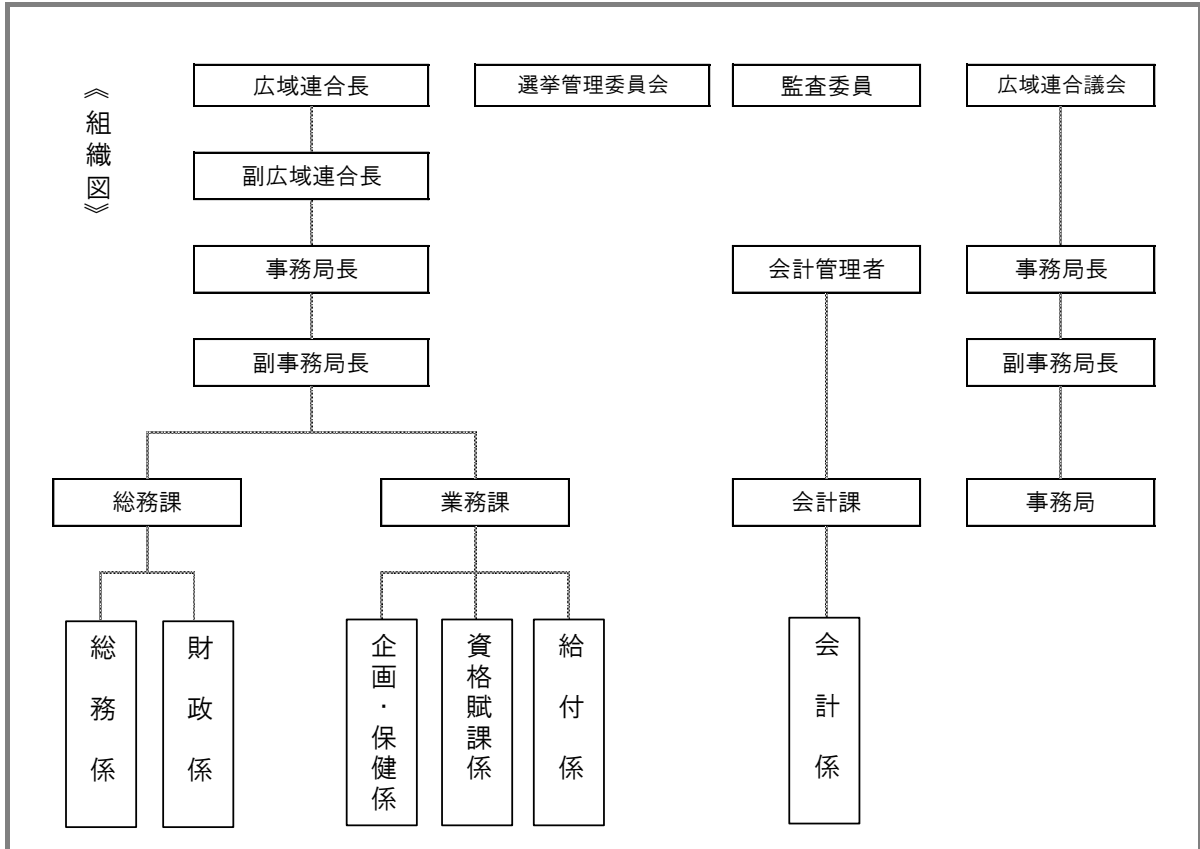 《組織図》
広域連合長
選挙管理委員会
監査委員
広域連合議会
副広域連合長
事務局長
会計管理者
事務局長
副事務局長
副事務局長
総務課
業務課
会計課
事務局
総務係
財政係
企画・保健係
資格賦課係
給付係
会計係